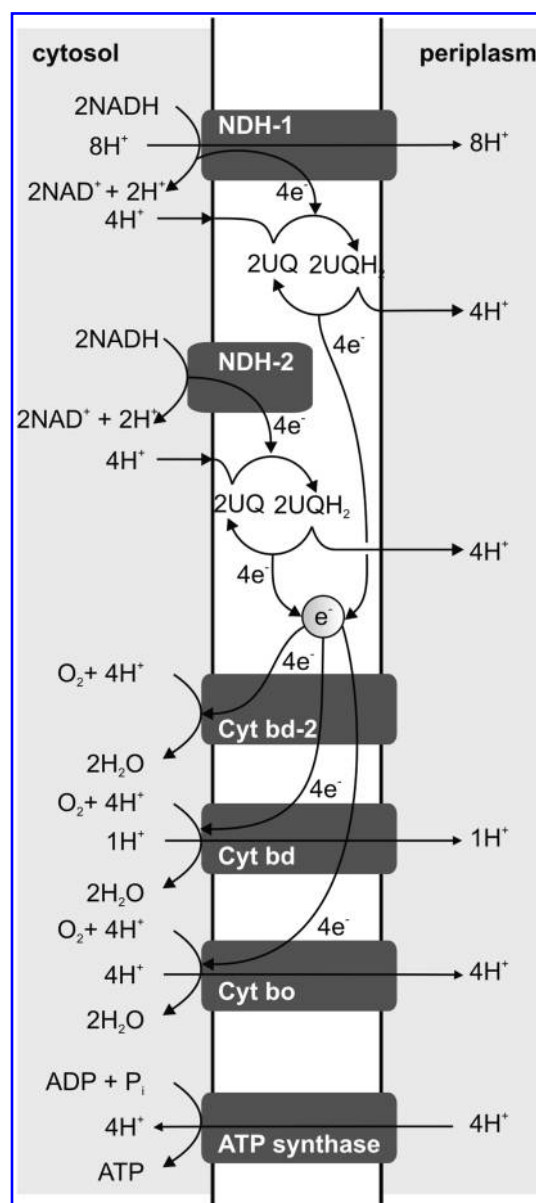 cytosol periplasm
2NADH
NDH-1
8H⁺ 8H⁺
2NAD⁺ + 2H⁺ 4e⁻
4H⁺
2UQ 2UQH₂
4H⁺
2NADH 4e⁻
NDH-2
2NAD⁺ + 2H⁺ 4e⁻
4H⁺
2UQ 2UQH₂
4H⁺
4e⁻
e⁻
O₂+ 4H⁺ 4e⁻
Cyt bd-2
2H₂O
O₂+ 4H⁺ 4e⁻
1H⁺ 1H⁺
Cyt bd
2H₂O
O₂+ 4H⁺ 4e⁻
4H⁺ 4H⁺
Cyt bo
2H₂O
ADP + Pᵢ
4H⁺ 4H⁺
ATP synthase
ATP